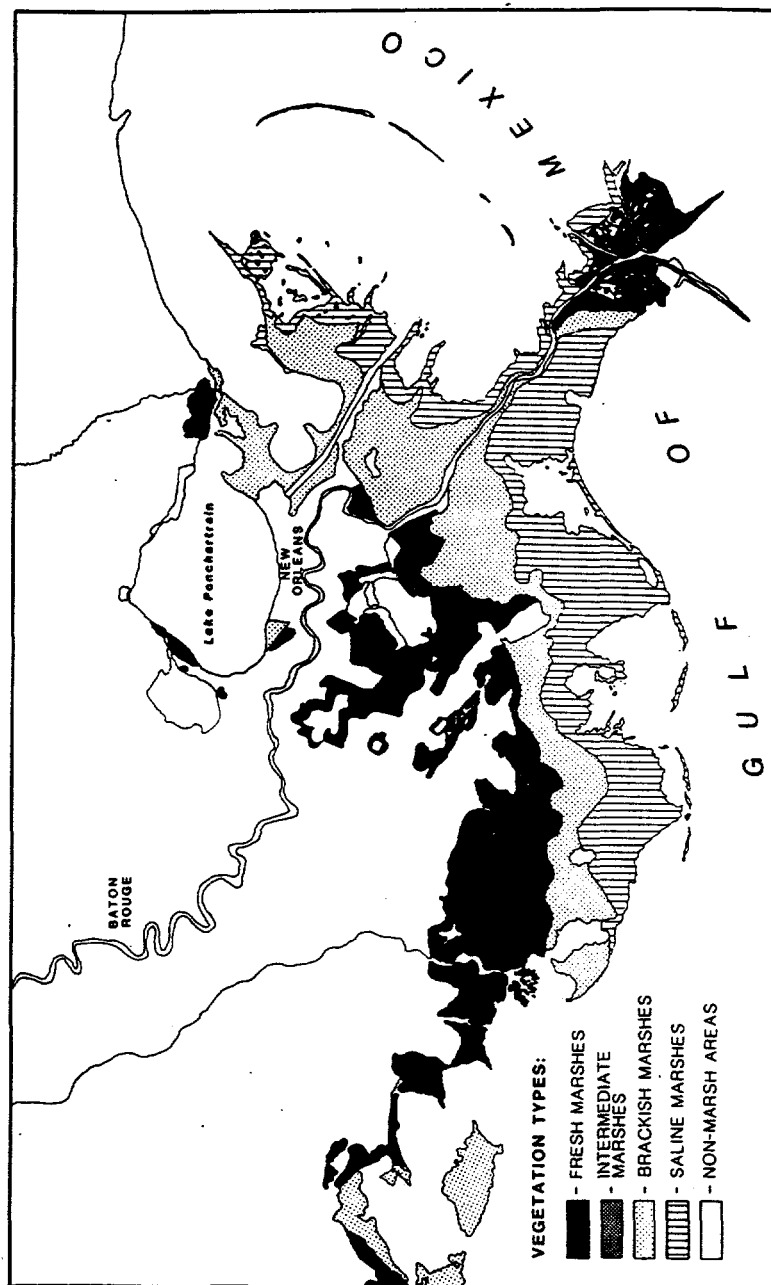 BATON
ROUGE
Lake Ponchartrain
NEW
ORLEANS
GULF OF MEXICO
VEGETATION TYPES:
- FRESH MARSHES
- INTERMEDIATE
MARSHES
- BRACKISH MARSHES
- SALINE MARSHES
- NON-MARSH AREAS